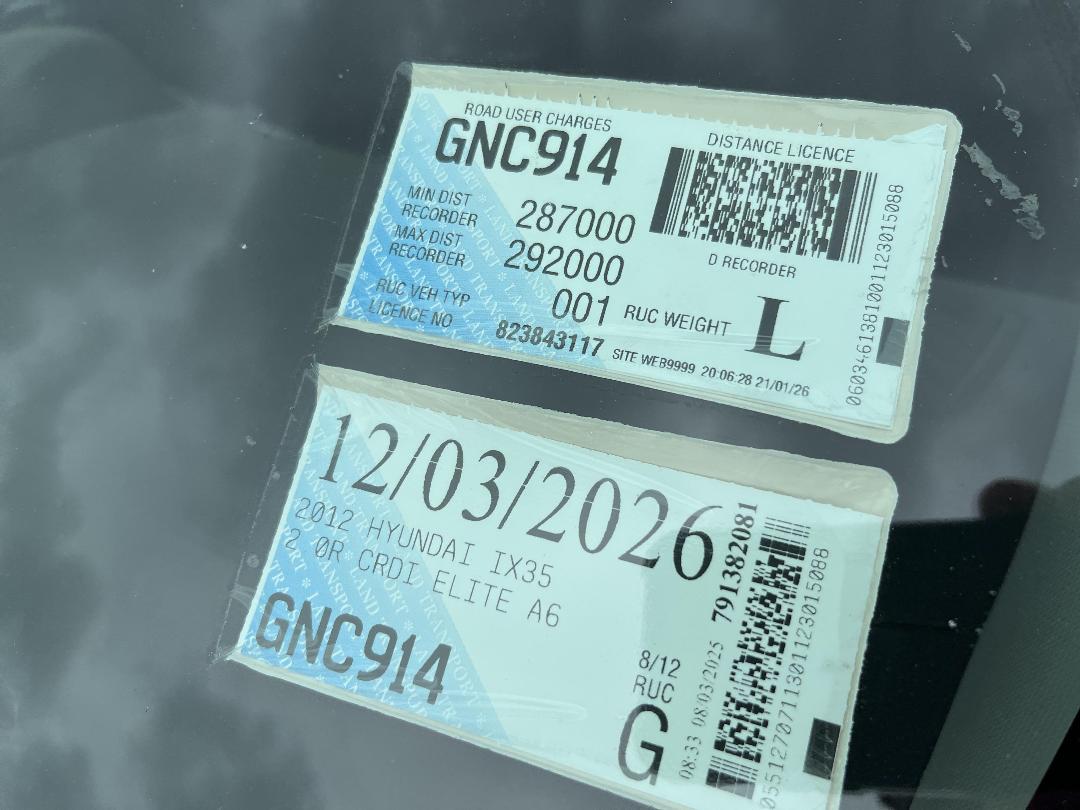 ROAD USER CHARGES
GNC914
DISTANCE LICENCE
MIN DIST
RECORDER 287000
MAX DIST
RECORDER 292000
D RECORDER
RUC VEH TYP 001 RUC WEIGHT L
LICENCE NO 823843117 SITE WEB9999 20:06:28 21/01/26
0603461381001123015088
12/03/2026
2012 HYUNDAI IX35
2 0R CRDI ELITE A6
GNC914
8/12
RUC
G
08:33 08/03/2025 791382081
0551270711301123015088